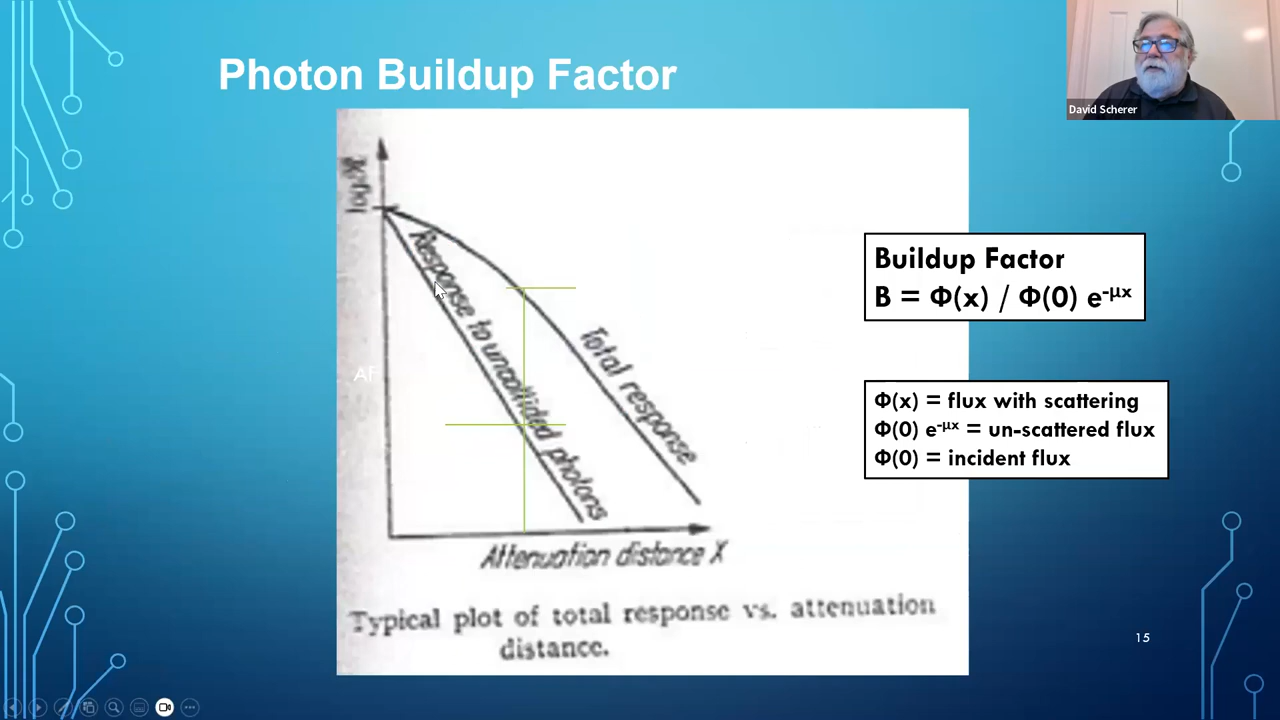 Photon Buildup Factor
David Scherer
Response to uncollided photons
Total response
AF
Attenuation distance X
Typical plot of total response vs. attenuation
distance.
Buildup Factor
B = Φ(x) / Φ(0) e⁻ᵘˣ
Φ(x) = flux with scattering
Φ(0) e⁻ᵘˣ = un-scattered flux
Φ(0) = incident flux
15